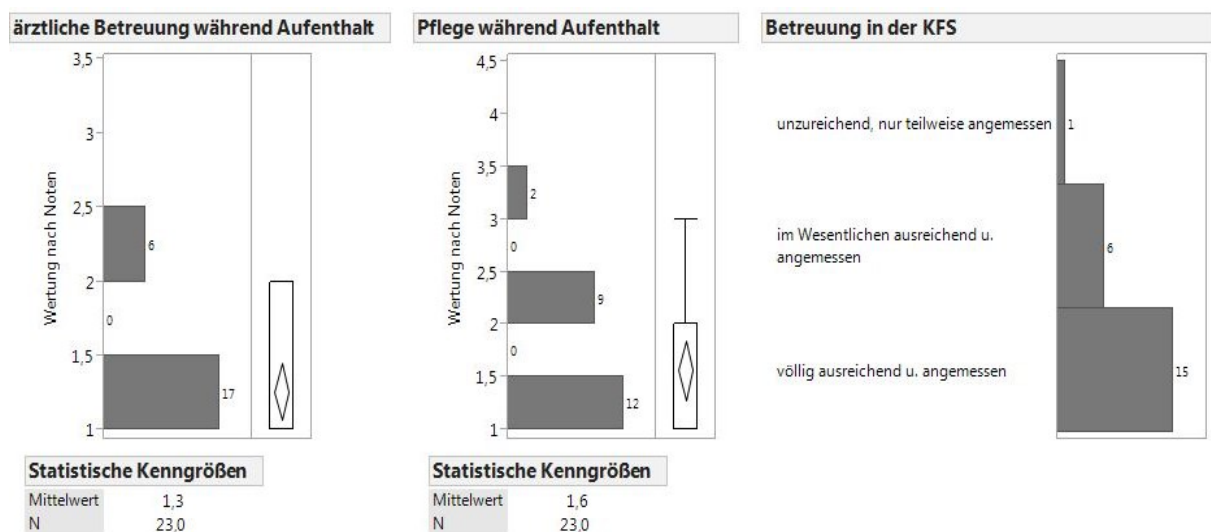 ärztliche Betreuung während Aufenthalt
Wertung nach Noten
3,5
3
2,5
2
1,5
1
6
0
17
Statistische Kenngrößen
Mittelwert 1,3
N 23,0
Pflege während Aufenthalt
Wertung nach Noten
4,5
4
3,5
3
2,5
2
1,5
1
2
0
9
0
12
Statistische Kenngrößen
Mittelwert 1,6
N 23,0
Betreuung in der KFS
unzureichend, nur teilweise angemessen
1
im Wesentlichen ausreichend u.
angemessen
6
völlig ausreichend u. angemessen
15